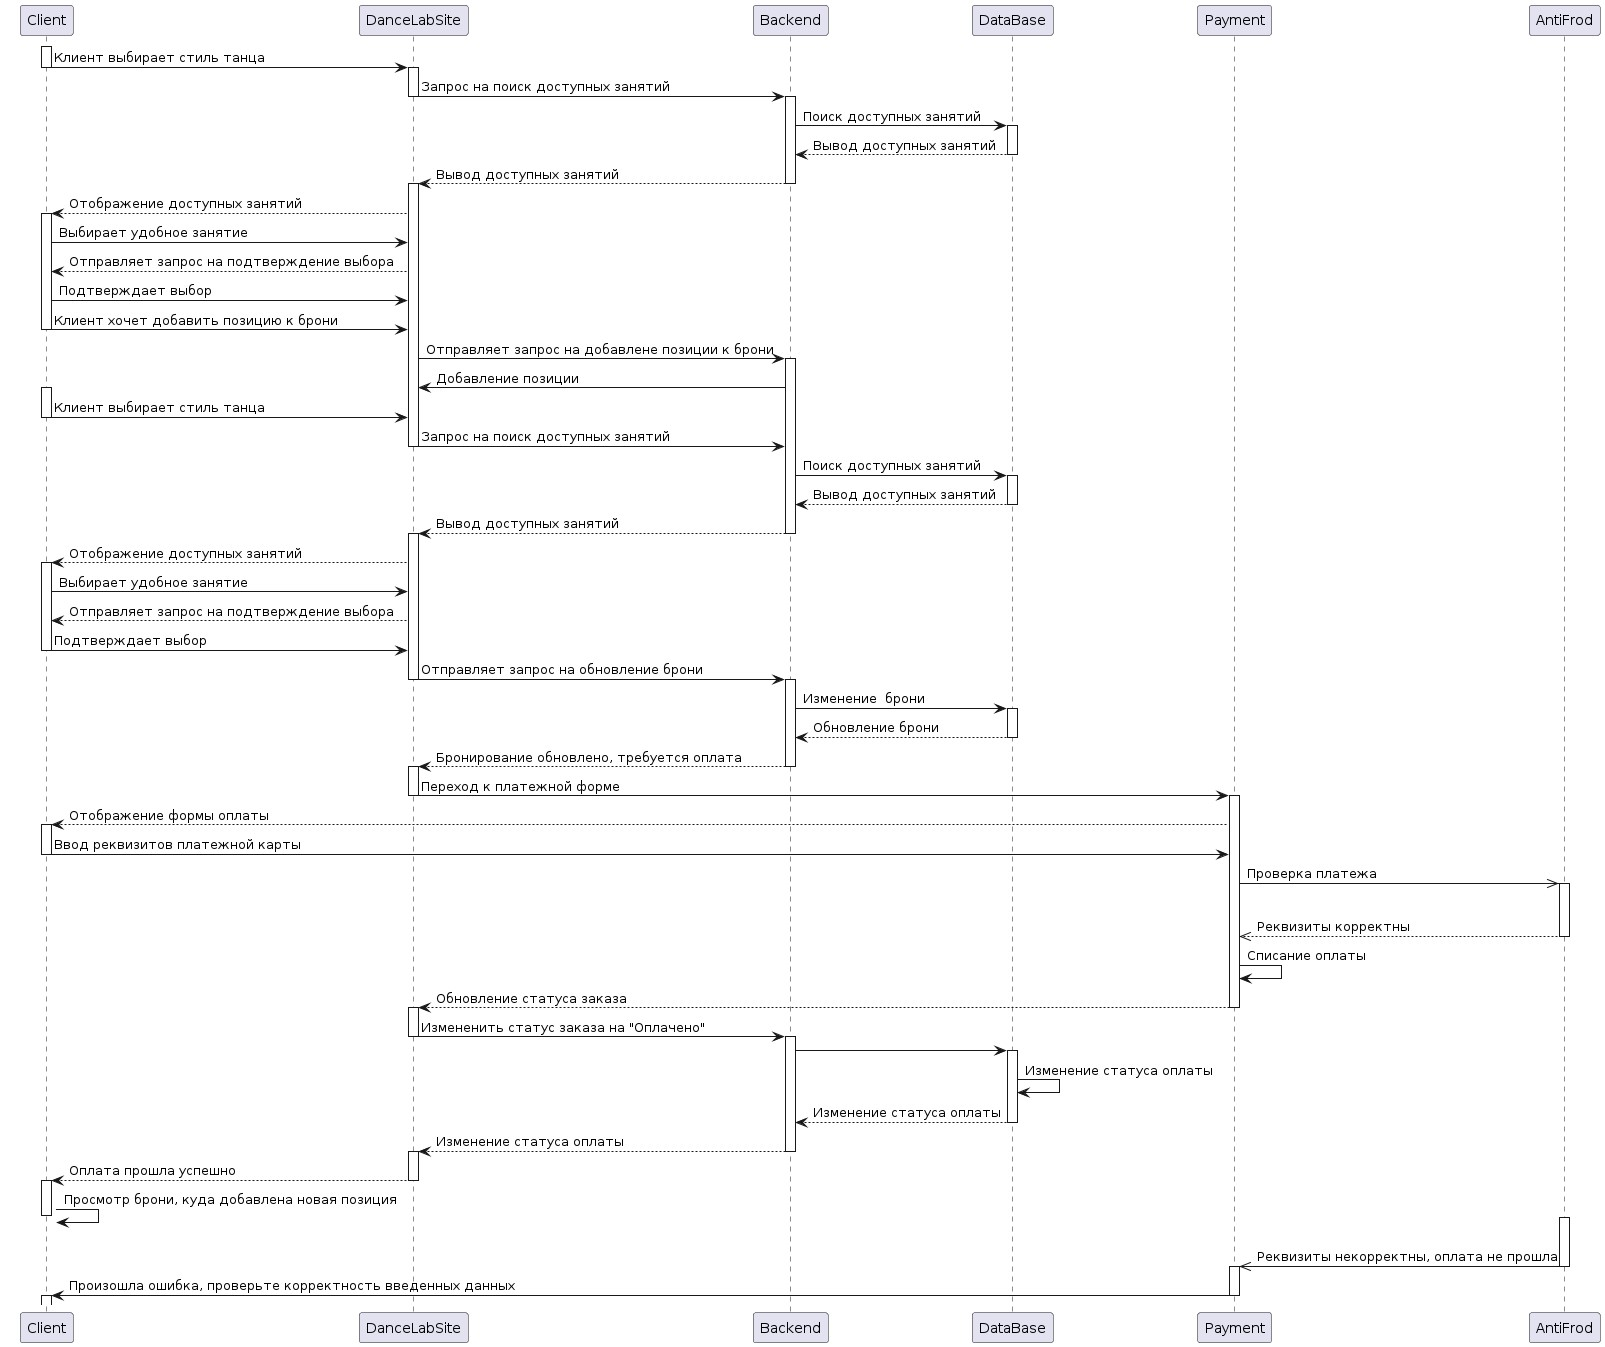 Client
DanceLabSite
Backend
DataBase
Payment
AntiFrod
Клиент выбирает стиль танца
Запрос на поиск доступных занятий
Поиск доступных занятий
Вывод доступных занятий
Вывод доступных занятий
Отображение доступных занятий
Выбирает удобное занятие
Отправляет запрос на подтверждение выбора
Подтверждает выбор
Клиент хочет добавить позицию к брони
Отправляет запрос на добавлене позиции к брони
Добавление позиции
Клиент выбирает стиль танца
Запрос на поиск доступных занятий
Поиск доступных занятий
Вывод доступных занятий
Вывод доступных занятий
Отображение доступных занятий
Выбирает удобное занятие
Отправляет запрос на подтверждение выбора
Подтверждает выбор
Отправляет запрос на обновление брони
Изменение  брони
Обновление брони
Бронирование обновлено, требуется оплата
Переход к платежной форме
Отображение формы оплаты
Ввод реквизитов платежной карты
Проверка платежа
Реквизиты корректны
Списание оплаты
Обновление статуса заказа
Измененить статус заказа на "Оплачено"
Изменение статуса оплаты
Изменение статуса оплаты
Изменение статуса оплаты
Оплата прошла успешно
Просмотр брони, куда добавлена новая позиция
Реквизиты некорректны, оплата не прошла
Произошла ошибка, проверьте корректность введенных данных
Client
DanceLabSite
Backend
DataBase
Payment
AntiFrod